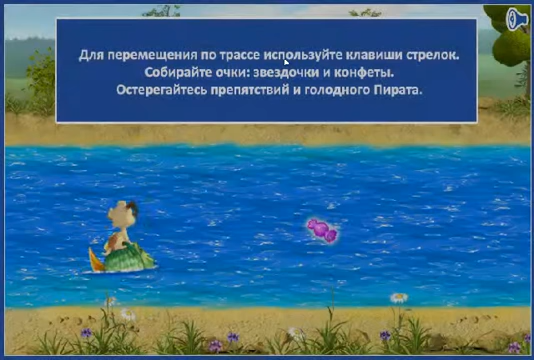 Для перемещения по трассе используйте клавиши стрелок.
Собирайте очки: звездочки и конфеты.
Остерегайтесь препятствий и голодного Пирата.